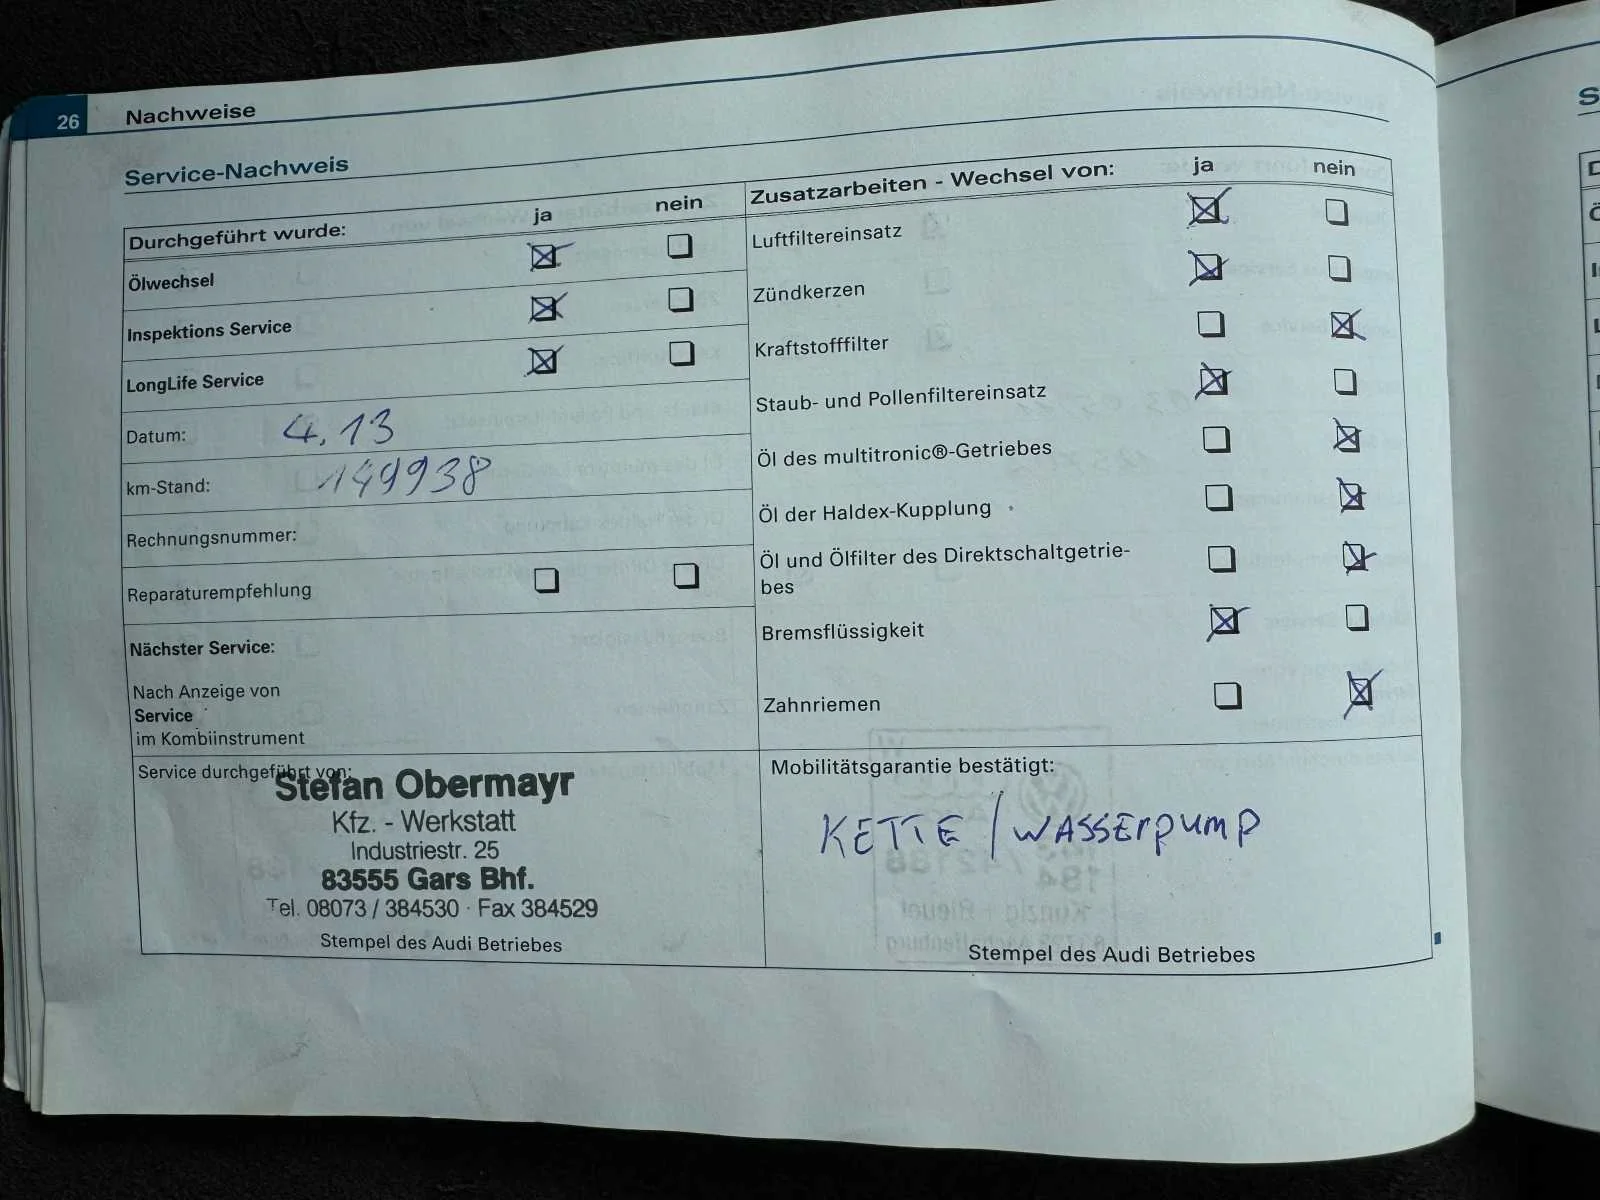 26
Nachweise
Service-Nachweis
Durchgeführt wurde: ja nein
Ölwechsel
Inspektions Service
LongLife Service
Datum: 4.13
km-Stand: 149938
Rechnungsnummer:
Reparaturempfehlung
Nächster Service:
Nach Anzeige von
Service
im Kombiinstrument
Service durchgeführt von:
Stefan Obermayr
Kfz. - Werkstatt
Industriestr. 25
83555 Gars Bhf.
Tel. 08073 / 384530 · Fax 384529
Stempel des Audi Betriebes
Zusatzarbeiten - Wechsel von: ja nein
Luftfiltereinsatz
Zündkerzen
Kraftstofffilter
Staub- und Pollenfiltereinsatz
Öl des multitronic®-Getriebes
Öl der Haldex-Kupplung
Öl und Ölfilter des Direktschaltgetrie-
bes
Bremsflüssigkeit
Zahnriemen
Mobilitätsgarantie bestätigt:
KETTE / WASSERPUMP
Stempel des Audi Betriebes